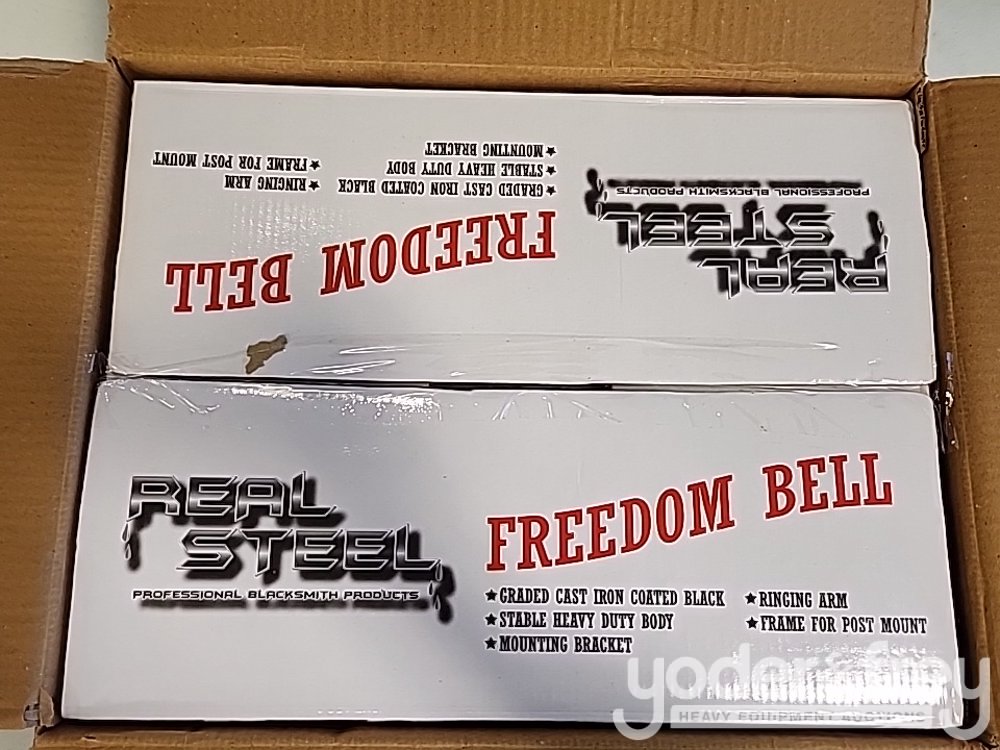 ★FRAME FOR POST MOUNT
★RINGING ARM
★MOUNTING BRACKET
★STABLE HEAVY DUTY BODY
★GRADED CAST IRON COATED BLACK
FREEDOM BELL
REAL
STEEL
PROFESSIONAL BLACKSMITH PRODUCTS
REAL
STEEL
PROFESSIONAL BLACKSMITH PRODUCTS
FREEDOM BELL
★GRADED CAST IRON COATED BLACK
★STABLE HEAVY DUTY BODY
★MOUNTING BRACKET
★RINGING ARM
★FRAME FOR POST MOUNT
yoder&frey
HEAVY EQUIPMENT AUCTIONS